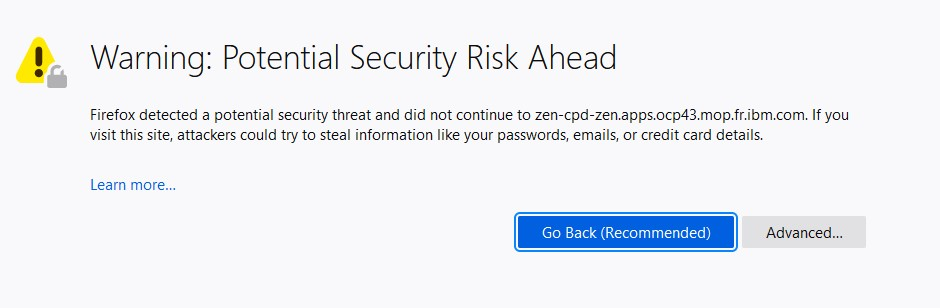 Warning: Potential Security Risk Ahead
Firefox detected a potential security threat and did not continue to zen-cpd-zen.apps.ocp43.mop.fr.ibm.com. If you
visit this site, attackers could try to steal information like your passwords, emails, or credit card details.
Learn more...
Go Back (Recommended)
Advanced...